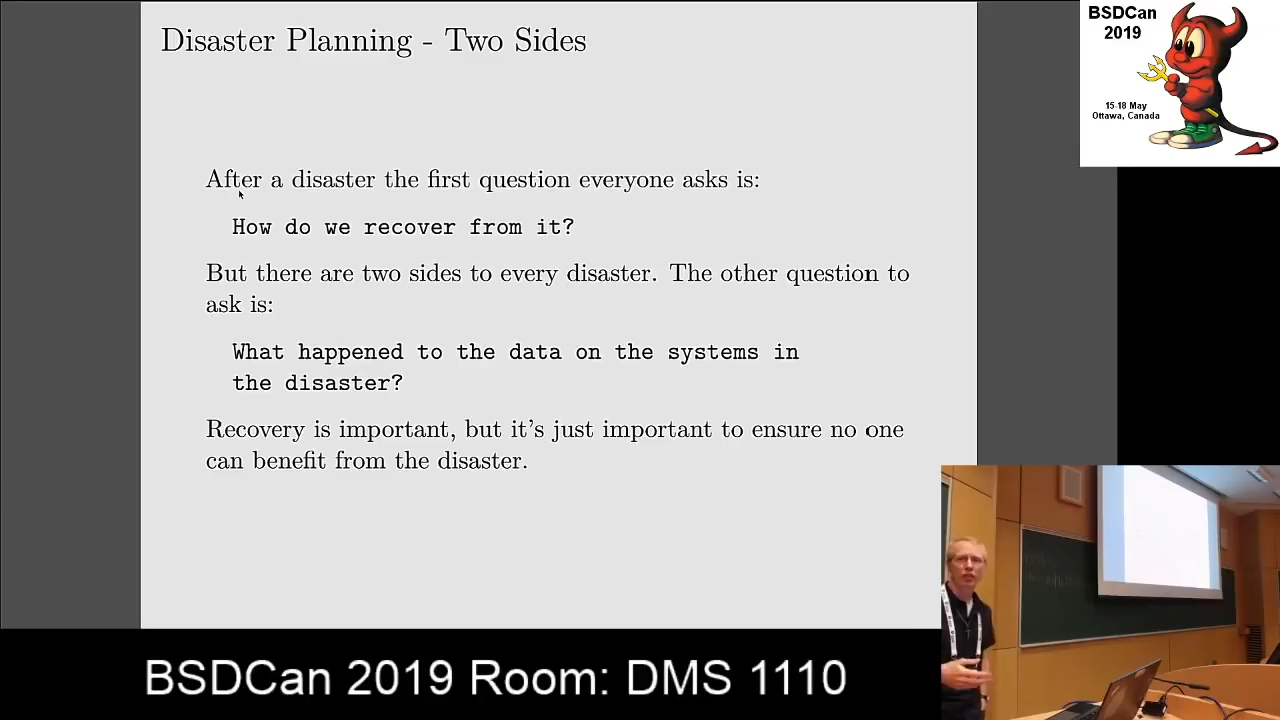 Disaster Planning - Two Sides
After a disaster the first question everyone asks is:
How do we recover from it?
But there are two sides to every disaster. The other question to
ask is:
What happened to the data on the systems in
the disaster?
Recovery is important, but it's just important to ensure no one
can benefit from the disaster.
BSDCan
2019
15-18 May
Ottawa, Canada
BSDCan 2019 Room: DMS 1110